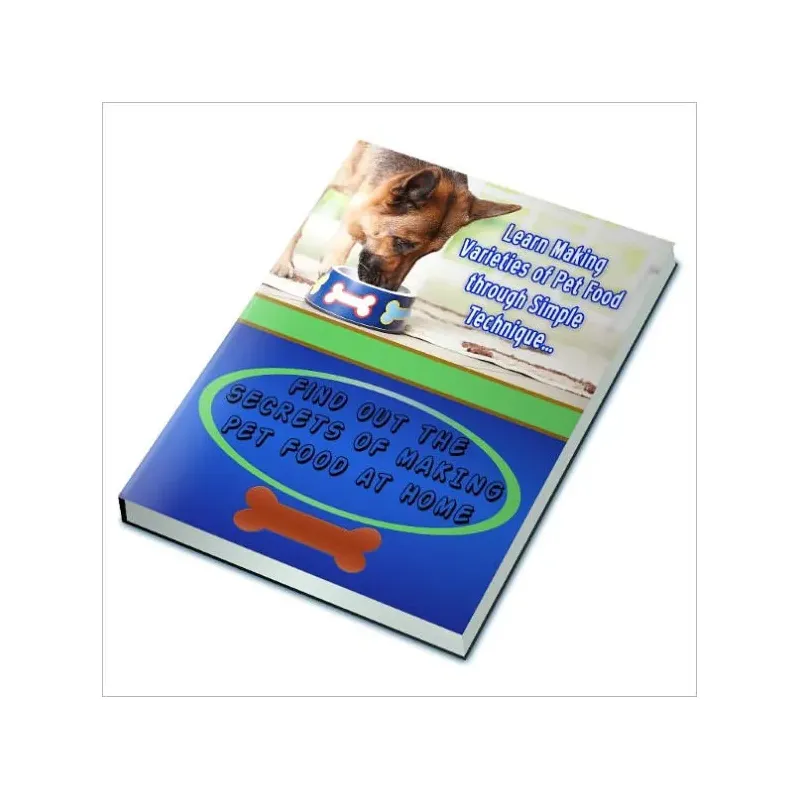 Learn Making
Varieties of Pet Food
through Simple
Technique...
FIND OUT THE
SECRETS OF MAKING
PET FOOD AT HOME